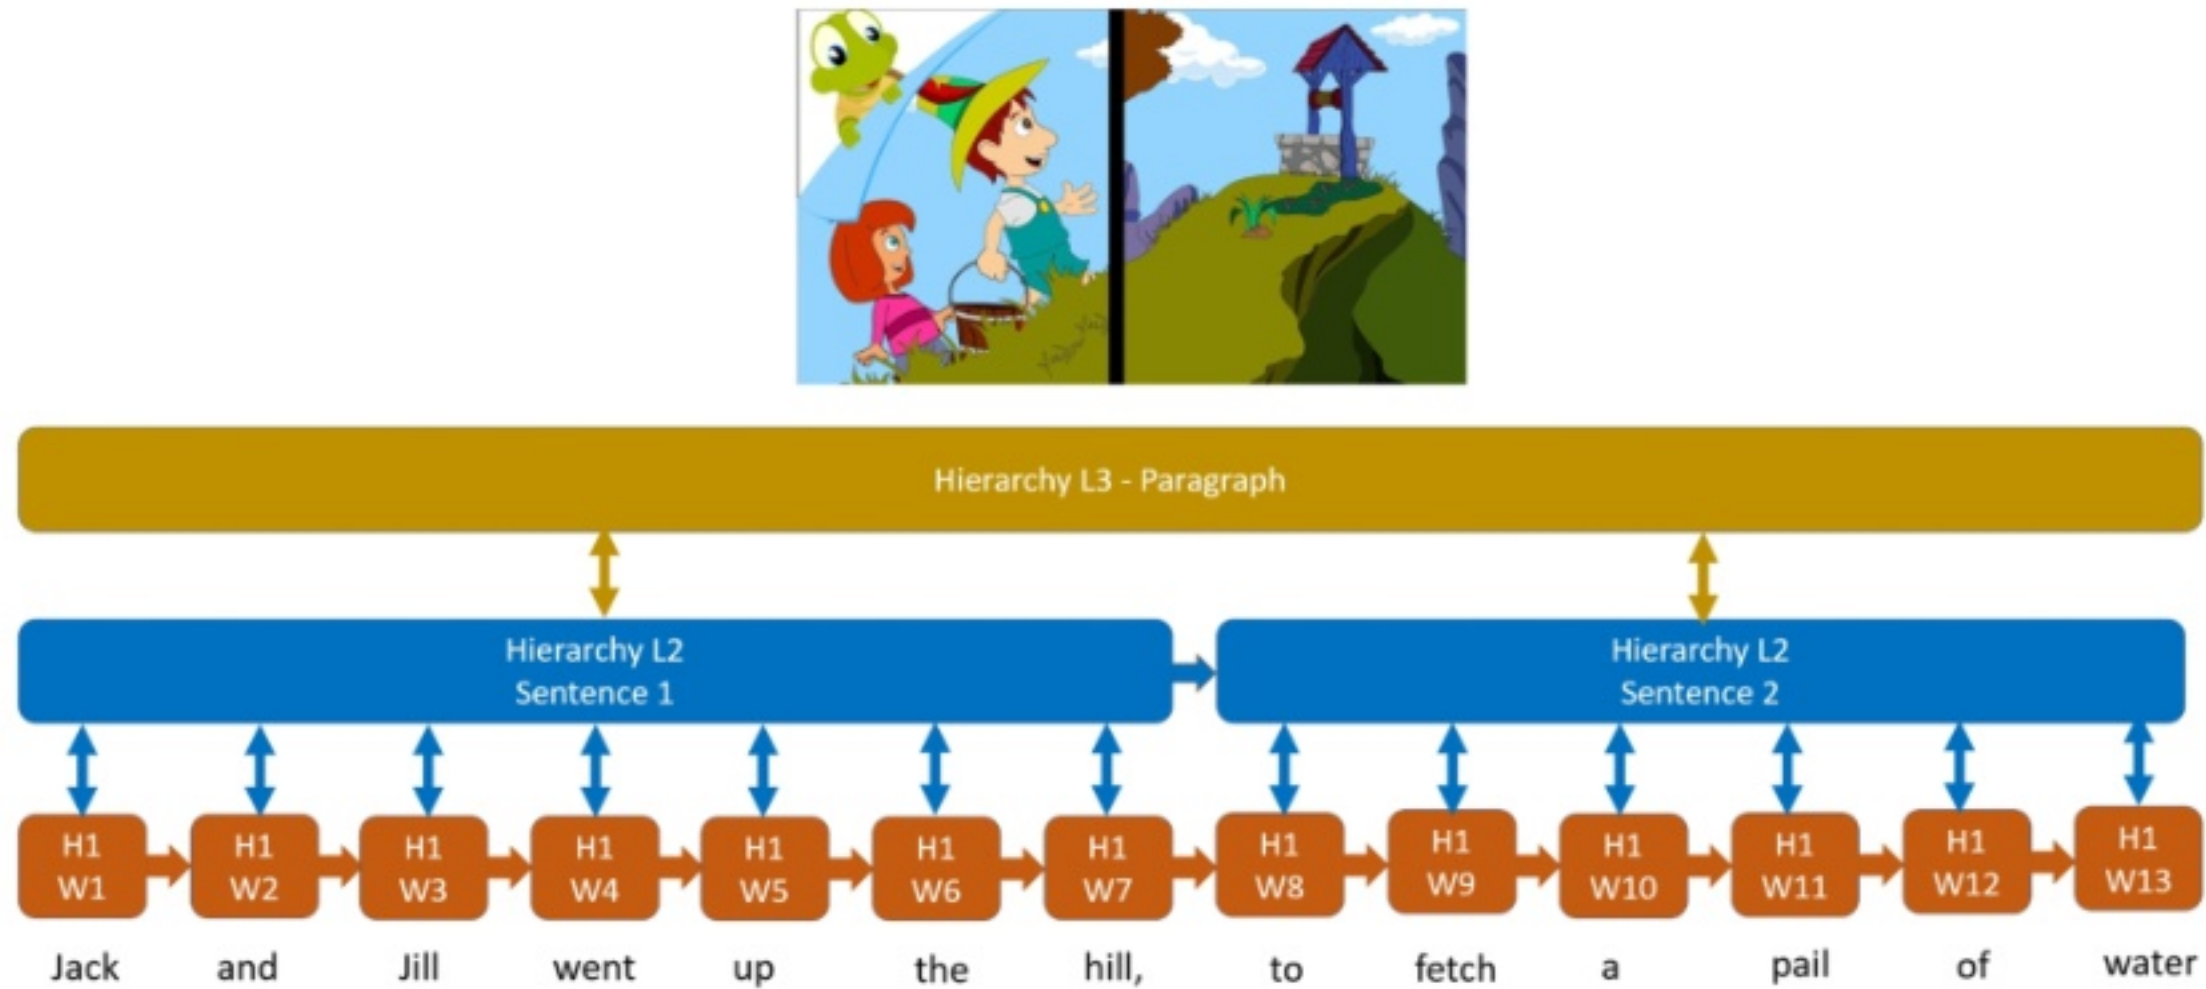 Hierarchy L3 - Paragraph
Hierarchy L2
Sentence 1
Hierarchy L2
Sentence 2
H1
W1
H1
W2
H1
W3
H1
W4
H1
W5
H1
W6
H1
W7
H1
W8
H1
W9
H1
W10
H1
W11
H1
W12
H1
W13
Jack and Jill went up the hill, to fetch a pail of water